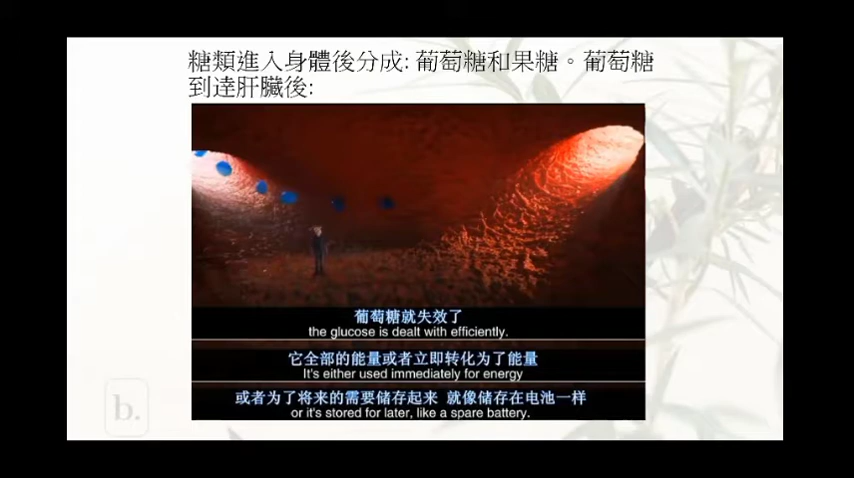 糖類進入身體後分成: 葡萄糖和果糖。葡萄糖
到達肝臟後:
葡萄糖就失效了
the glucose is dealt with efficiently.
它全部的能量或者立即转化为了能量
It's either used immediately for energy
或者为了将来的需要储存起来 就像储存在电池一样
or it's stored for later, like a spare battery.
b.